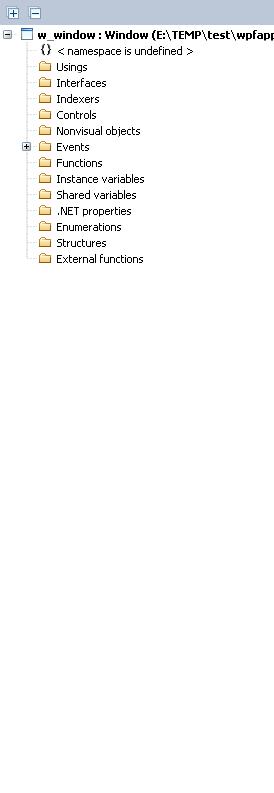 w_window : Window (E:\TEMP\test\wpfapp
{} < namespace is undefined >
Usings
Interfaces
Indexers
Controls
Nonvisual objects
Events
Functions
Instance variables
Shared variables
.NET properties
Enumerations
Structures
External functions